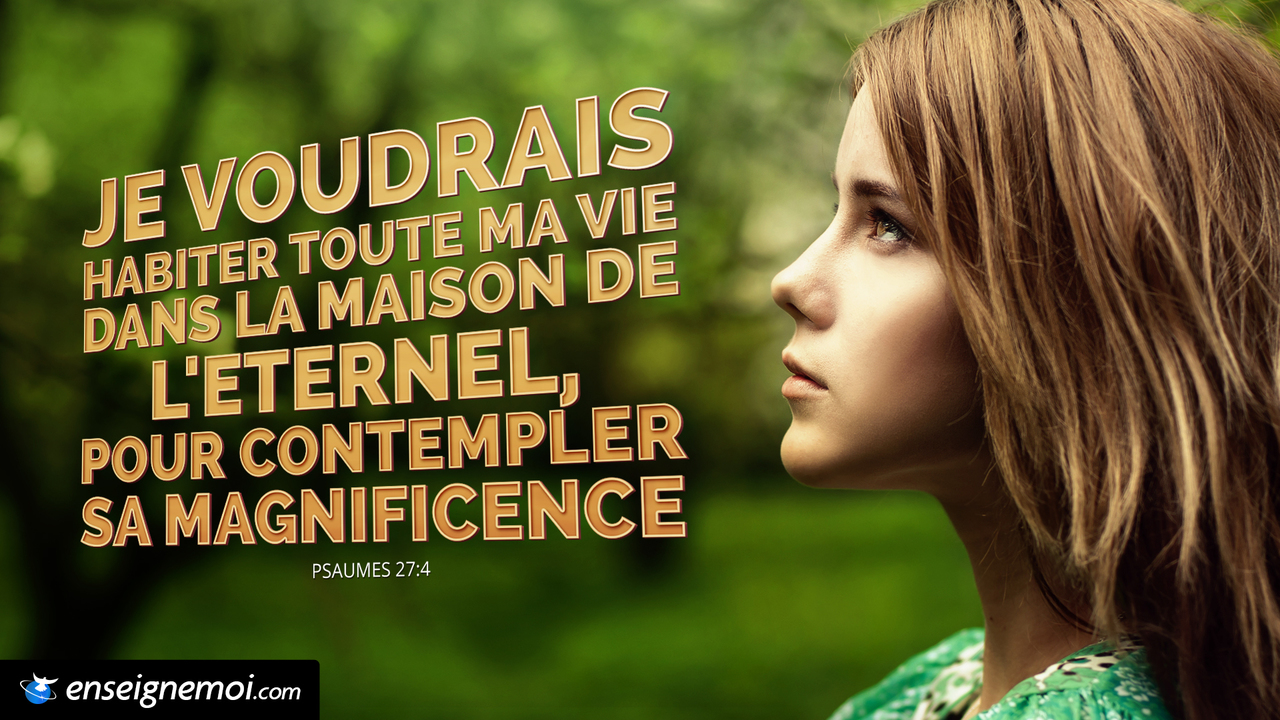 JE VOUDRAIS
HABITER TOUTE MA VIE
DANS LA MAISON DE
L'ETERNEL,
POUR CONTEMPLER
SA MAGNIFICENCE
PSAUMES 27:4
enseignemoi.com